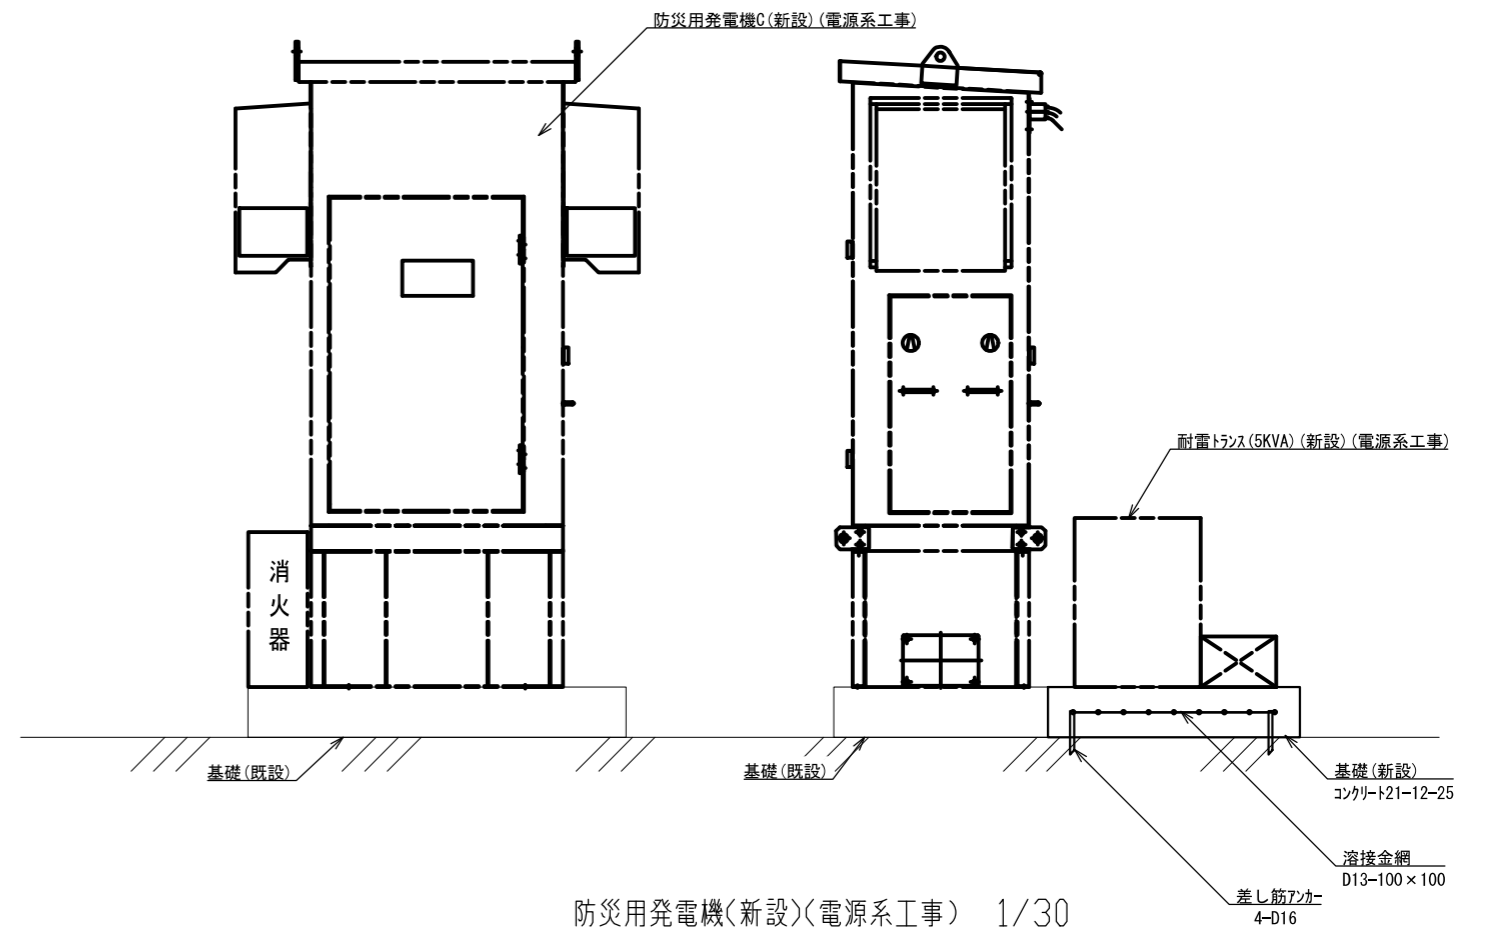 防災用発電機C(新設)(電源系工事)
耐雷トランス(5KVA)(新設)(電源系工事)
消火器
基礎(既設)
基礎(既設)
基礎(新設)
コンクリート21-12-25
溶接金網
D13-100×100
差し筋アンカー
4-D16
防災用発電機(新設)(電源系工事) 1/30